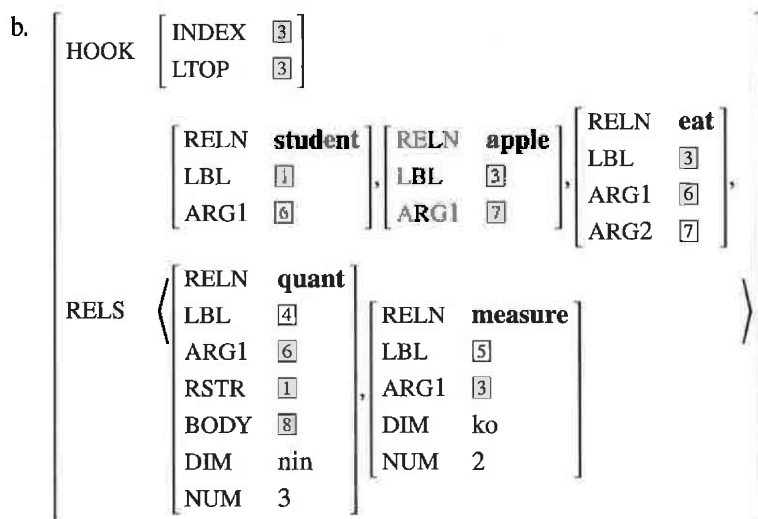 b.
HOOK
INDEX 3
LTOP 3
RELN student
LBL 1
ARG1 6
,
RELN apple
LBL 3
ARG1 7
,
RELN eat
LBL 3
ARG1 6
ARG2 7
,
RELS 〈
RELN quant
LBL 4
ARG1 6
RSTR 1
BODY 8
DIM nin
NUM 3
,
RELN measure
LBL 5
ARG1 3
DIM ko
NUM 2
〉